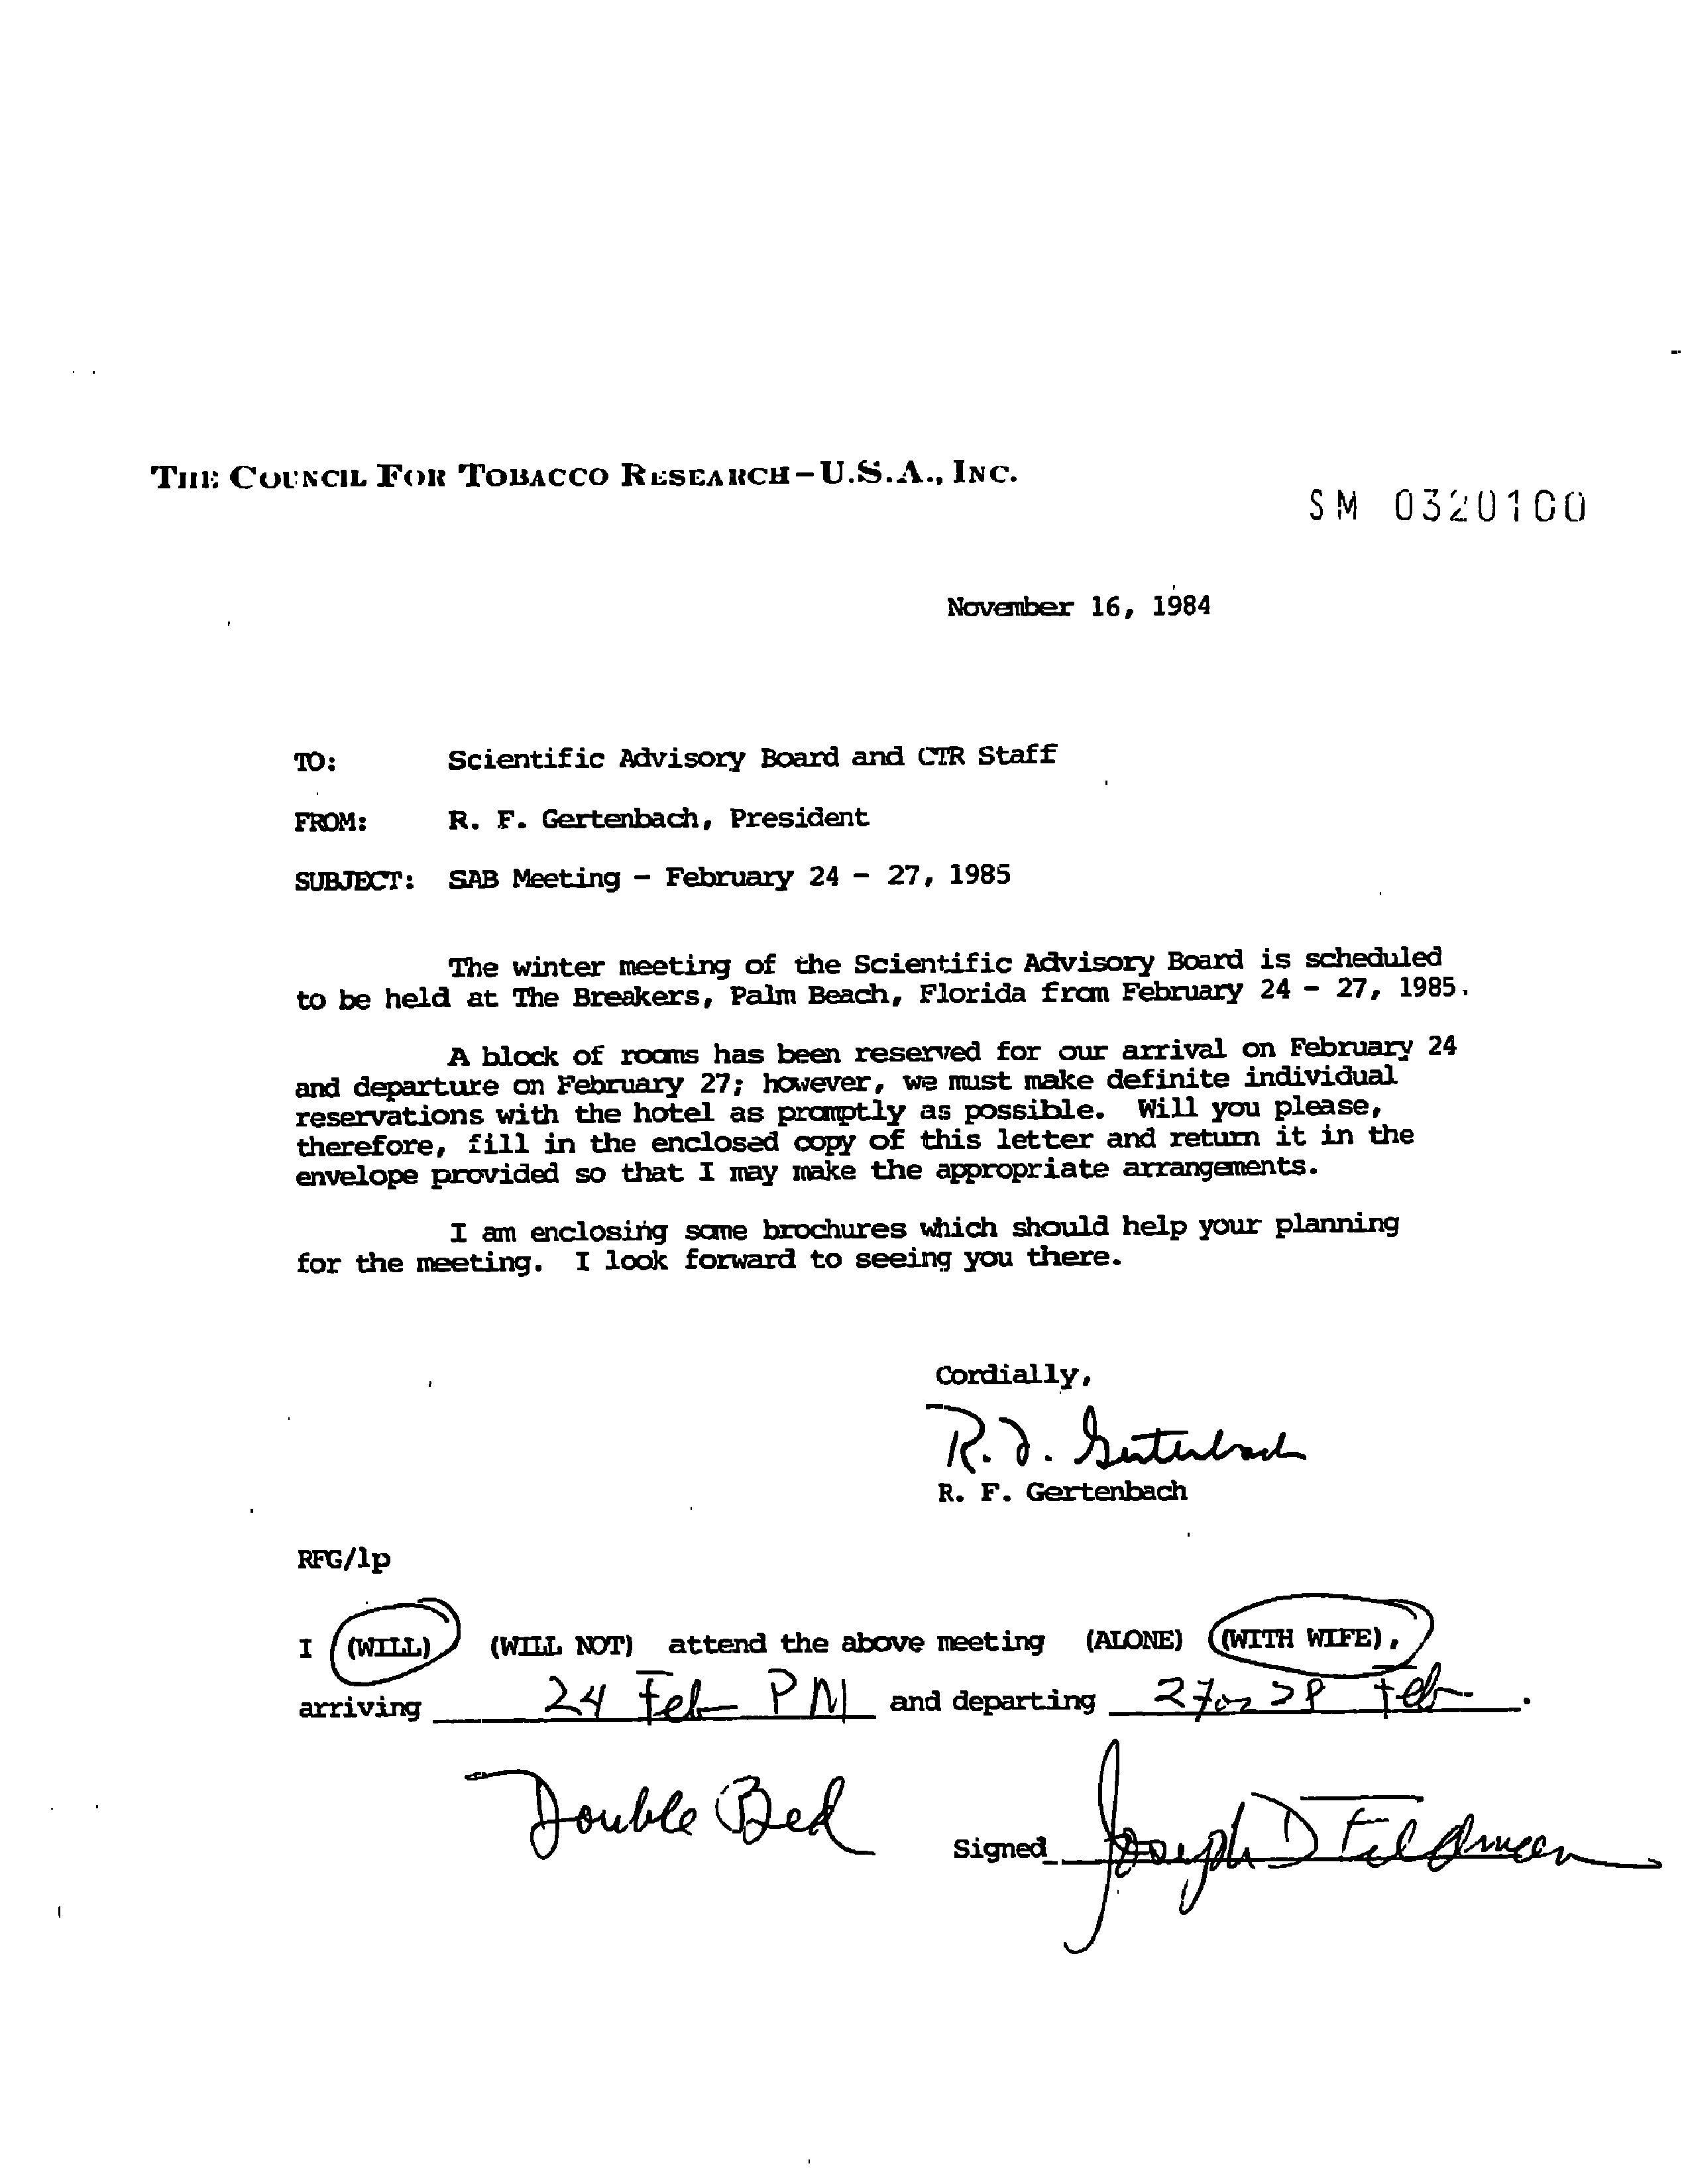 THE COUNCIL FOR TOBACCO RESEARCH-U.S.A., INC.
SM 0320100
November 16, 1984
TO: Scientific Advisory Board and CTR Staff
FROM: R. F. Gertenbach, President
SUBJECT: SAB Meeting - February 24 - 27, 1985
The winter meeting of the Scientific Advisory Board is scheduled
to be held at The Breakers, Palm Beach, Florida from February 24 - 27, 1985.
A block of rooms has been reserved for our arrival on February 24
and departure on February 27; however, we must make definite individual
reservations with the hotel as promptly as possible. Will you please,
therefore, fill in the enclosed copy of this letter and return it in the
envelope provided so that I may make the appropriate arrangements.
I am enclosing some brochures which should help your planning
for the meeting. I look forward to seeing you there.
Cordially,
R. F. Gertenbach
R. F. Gertenbach
RFG/lp
I (WILL) (WILL NOT) attend the above meeting (ALONE) (WITH WIFE),
arriving 24 Feb PM and departing 27 or 28 Feb.
Double Bed
Signed Joseph D Feldman